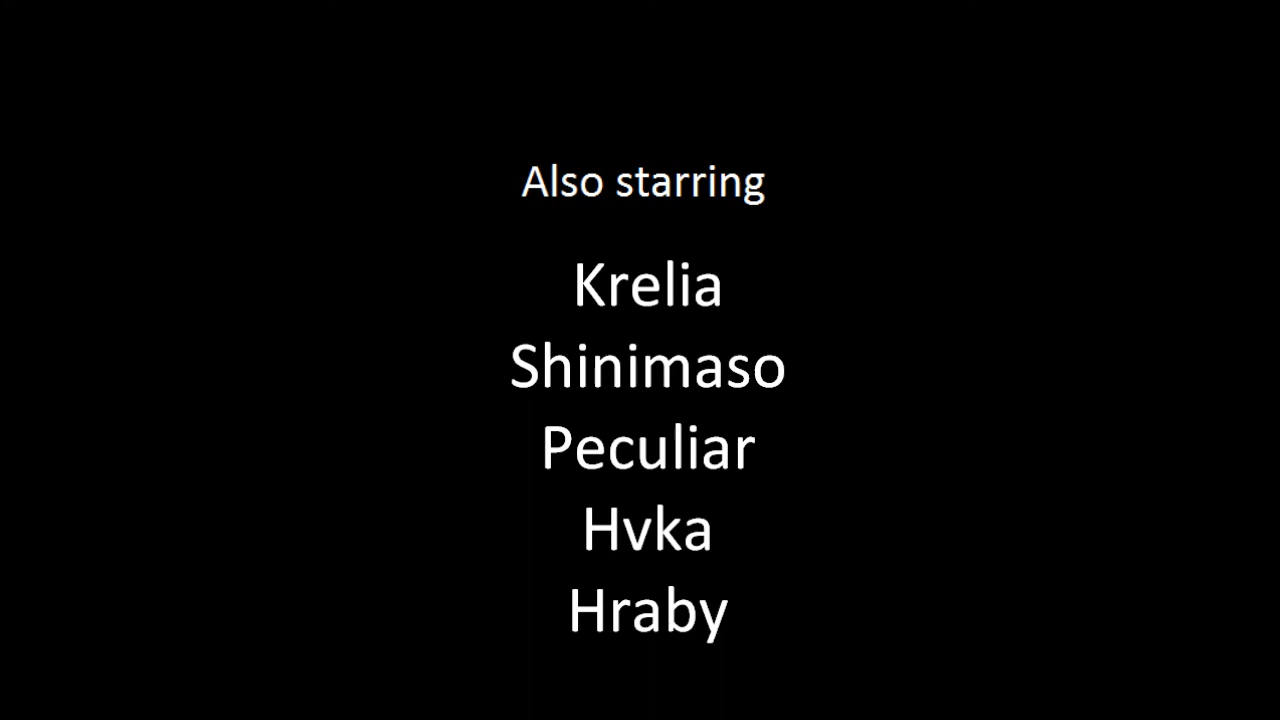 Also starring
Krelia
Shinimaso
Peculiar
Hvka
Hraby